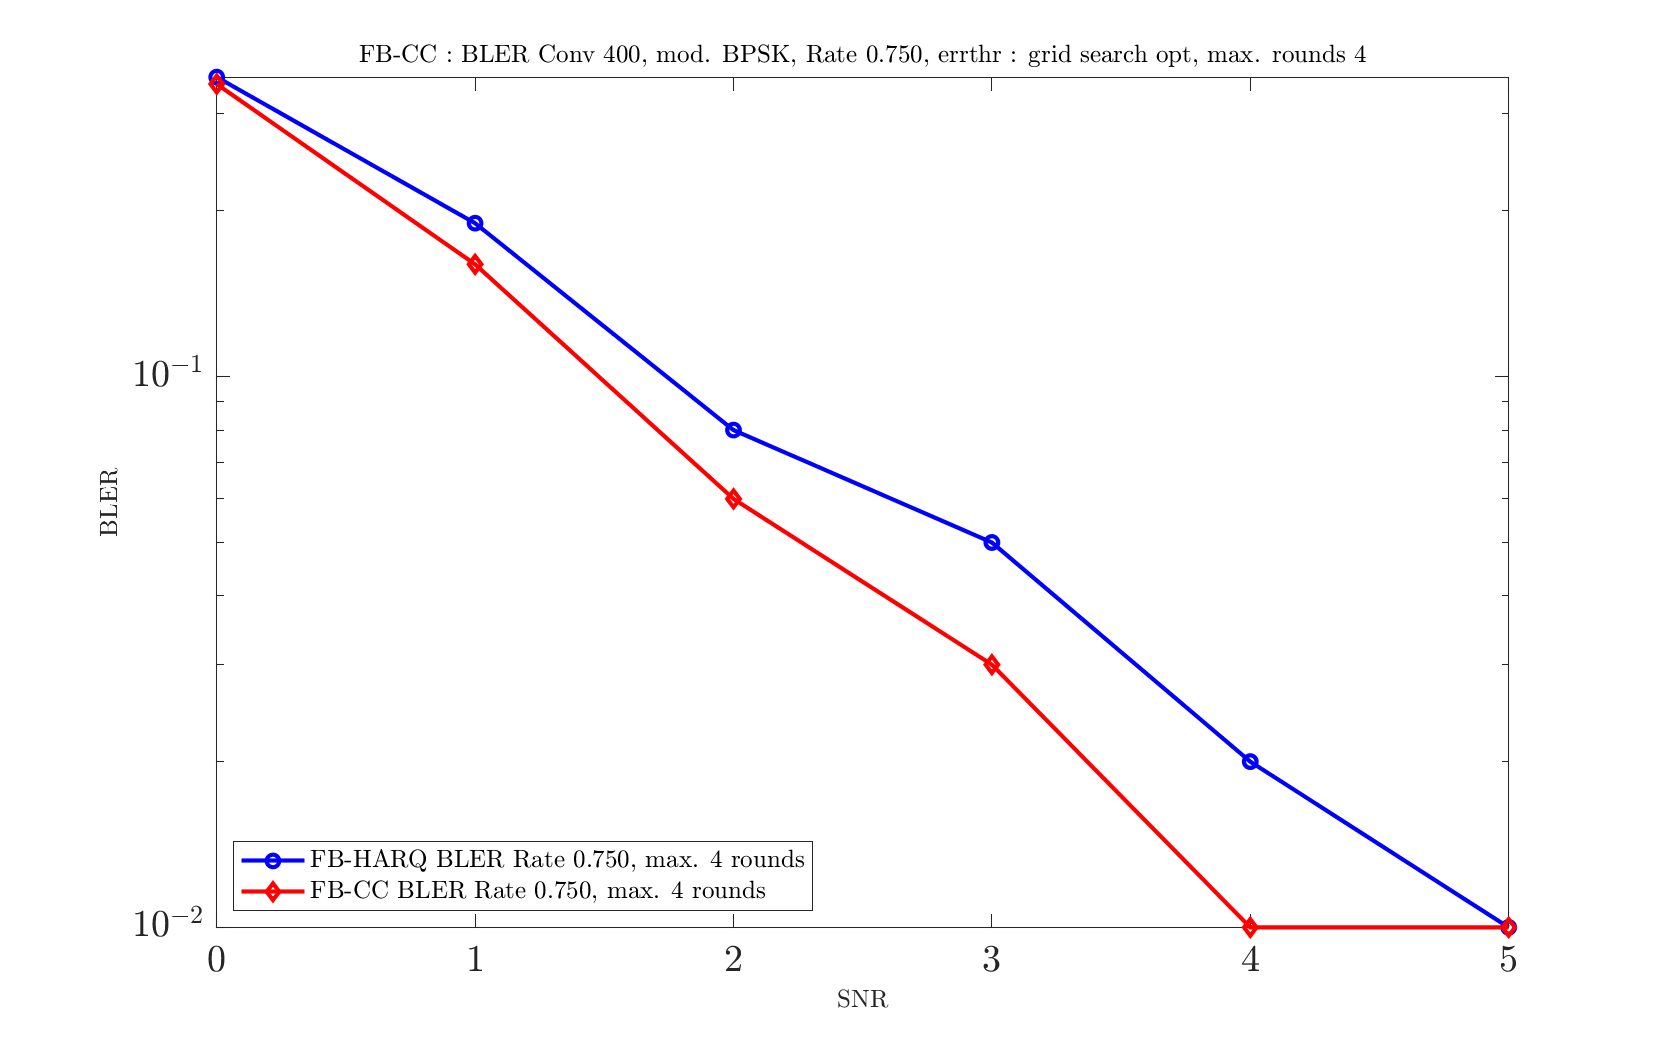 FB-CC : BLER Conv 400, mod. BPSK, Rate 0.750, errthr : grid search opt, max. rounds 4
10⁻¹
BLER
FB-HARQ BLER Rate 0.750, max. 4 rounds
FB-CC BLER Rate 0.750, max. 4 rounds
10⁻²
0 1 2 3 4 5
SNR